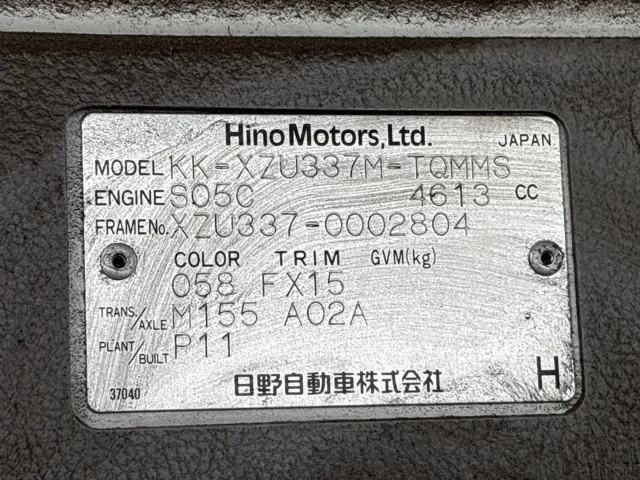 Hino Motors, Ltd. JAPAN
MODEL KK-XZU337M-TQMMS
ENGINE S05C 4613 CC
FRAME No. XZU337-0002804
COLOR TRIM GVM(kg)
058 FX15
TRANS./AXLE M155 A02A
PLANT/BUILT P11
37040 日野自動車株式会社 H